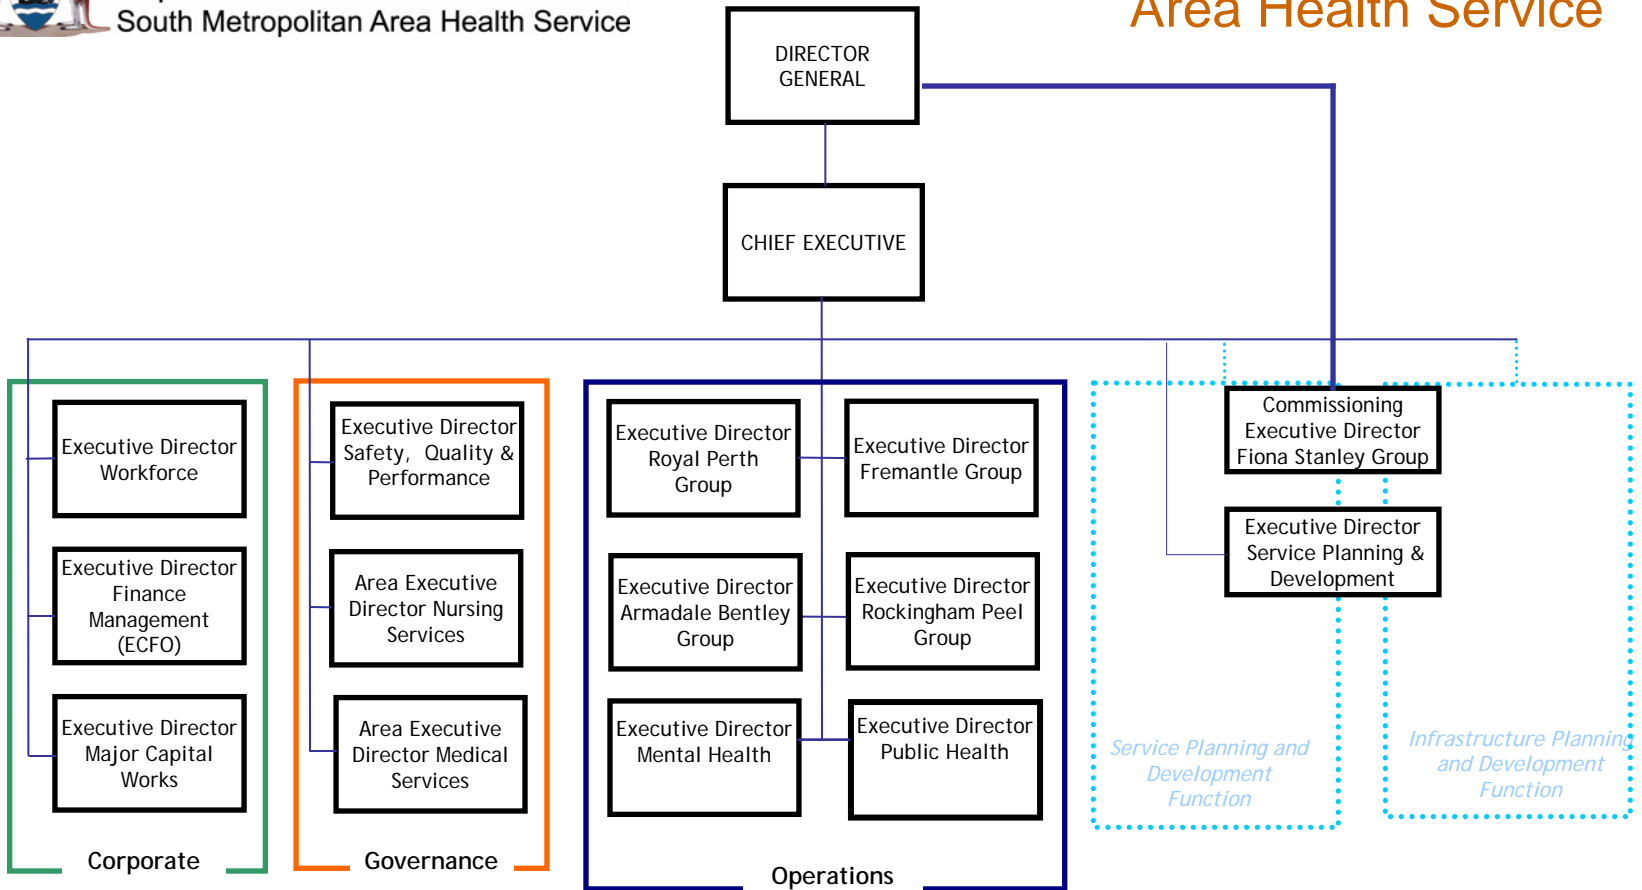 South Metropolitan Area Health Service
Area Health Service
DIRECTOR
GENERAL
CHIEF EXECUTIVE
Executive Director
Workforce
Executive Director
Finance
Management
(ECFO)
Executive Director
Major Capital
Works
Corporate
Executive Director
Safety, Quality &
Performance
Area Executive
Director Nursing
Services
Area Executive
Director Medical
Services
Governance
Executive Director
Royal Perth
Group
Executive Director
Fremantle Group
Executive Director
Armadale Bentley
Group
Executive Director
Rockingham Peel
Group
Executive Director
Mental Health
Executive Director
Public Health
Operations
Commissioning
Executive Director
Fiona Stanley Group
Executive Director
Service Planning &
Development
Service Planning and
Development
Function
Infrastructure Planning
and Development
Function